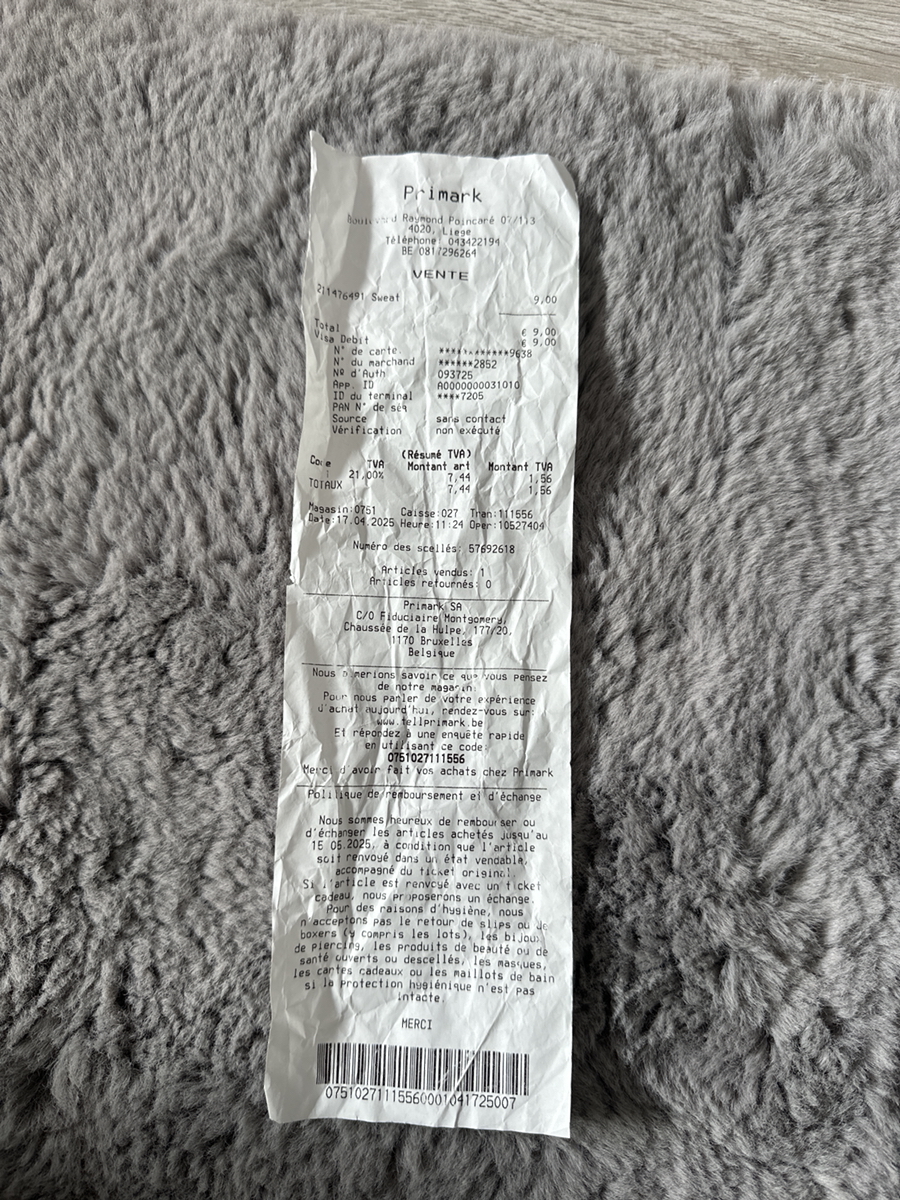 Primark
Boulevard Raymond Poincaré 07/113
4020, Liege
Téléphone: 043422194
BE 0817296264
VENTE
211476491 Sweat 9,00
Total € 9,00
Visa Debit € 9,00
N° de carte. ************9638
N° du marchand ******2852
Nº d'Auth 093725
App. ID A0000000031010
ID du terminal ****7205
PAN N° de séq
Source sans contact
Vérification non exécuté
(Résumé TVA)
Code TVA Montant art Montant TVA
1 21,00% 7,44 1,56
TOTAUX 7,44 1,56
Magasin:0751 Caisse:027 Tran:111556
Date:17.04.2025 Heure:11:24 Oper:10527404
Numéro des scellés: 57692618
Articles vendus: 1
Articles retournés: 0
Primark SA
C/O Fiduciaire Montgomery,
Chaussée de la Hulpe, 177/20,
1170 Bruxelles
Belgique
Nous aimerions savoir ce que vous pensez
de notre magasin.
Pour nous parler de votre expérience
d'achat aujourd'hui, rendez-vous sur:
www.tellprimark.be
Et répondez à une enquête rapide
en utilisant ce code:
0751027111556
Merci d'avoir fait vos achats chez Primark
Politique de remboursement et d'échange
Nous sommes heureux de rembourser ou
d'échanger les articles achetés jusqu'au
15.05.2025, à condition que l'article
soit renvoyé dans un état vendable,
accompagné du ticket original.
Si l'article est renvoyé avec un ticket
cadeau, nous proposerons un échange.
Pour des raisons d'hygiène, nous
n'acceptons pas le retour de slips ou de
boxers (y compris les lots), les bijoux
de piercing, les produits de beauté ou de
santé ouverts ou descellés, les masques,
les cartes cadeaux ou les maillots de bain
si la protection hygiénique n'est pas
intacte.
MERCI
07510271115560001041725007